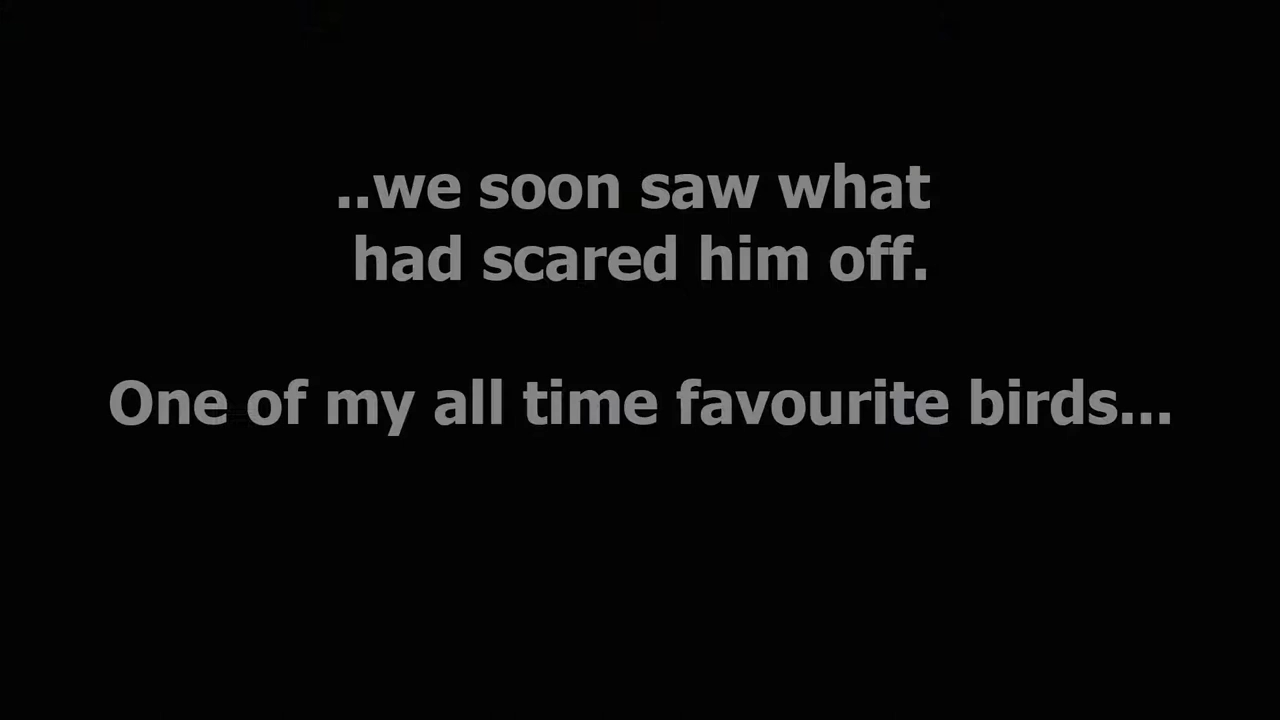 ..we soon saw what
had scared him off.
One of my all time favourite birds...